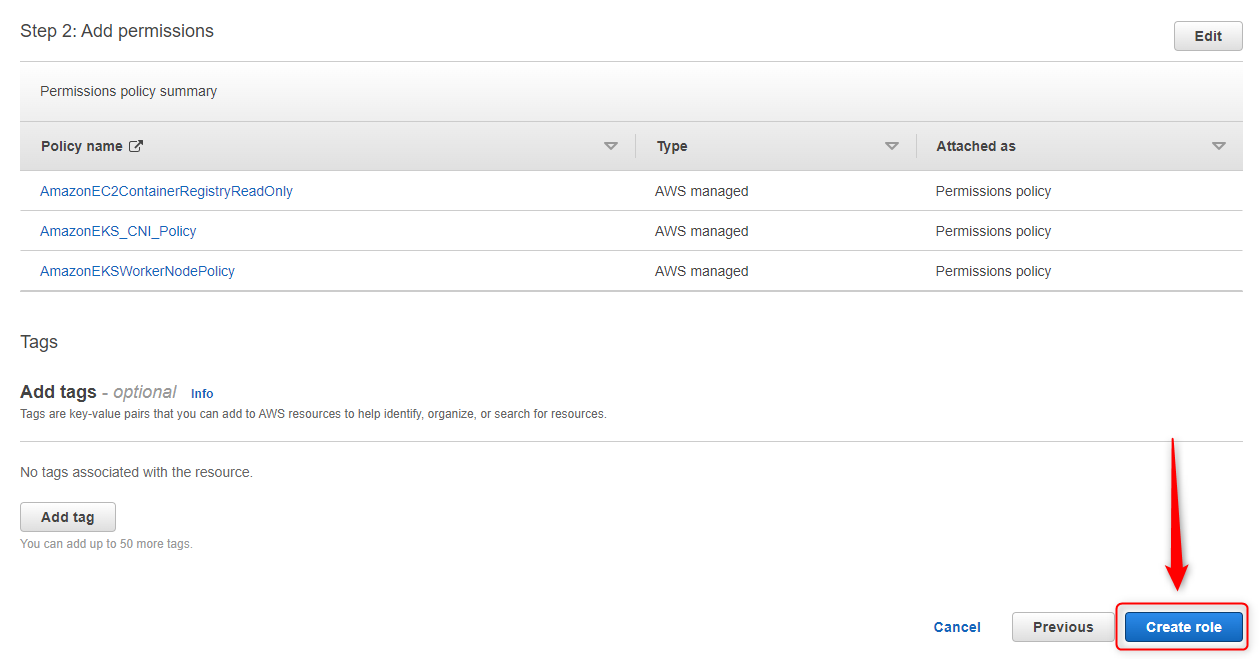 Step 2: Add permissions
Edit
Permissions policy summary
Policy name Type Attached as
AmazonEC2ContainerRegistryReadOnly AWS managed Permissions policy
AmazonEKS_CNI_Policy AWS managed Permissions policy
AmazonEKSWorkerNodePolicy AWS managed Permissions policy
Tags
Add tags - optional Info
Tags are key-value pairs that you can add to AWS resources to help identify, organize, or search for resources.
No tags associated with the resource.
Add tag
You can add up to 50 more tags.
Cancel Previous Create role